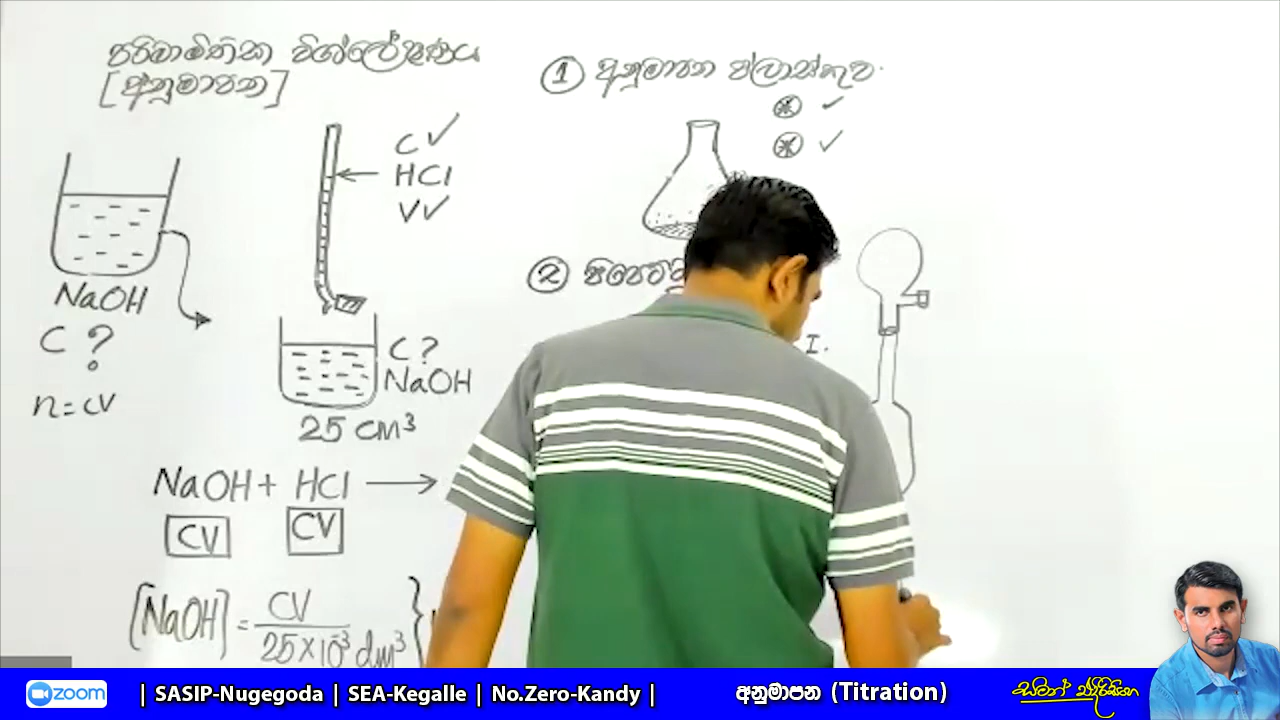 පරිමාමිතික විශ්ලේෂණය
[අනුමාපන]
NaOH
C ?
n = cv
C ✓
HCl
V ✓
C ?
NaOH
25 cm³
NaOH + HCl ⟶
CV CV
[NaOH] = CV / 25 × 10⁻³ dm³ }
① අනුමාපන ප්ලාස්කුව.
✓
✓
② පිපෙට්ටු
I.
zoom | SASIP-Nugegoda | SEA-Kegalle | No.Zero-Kandy | අනුමාපන (Titration)